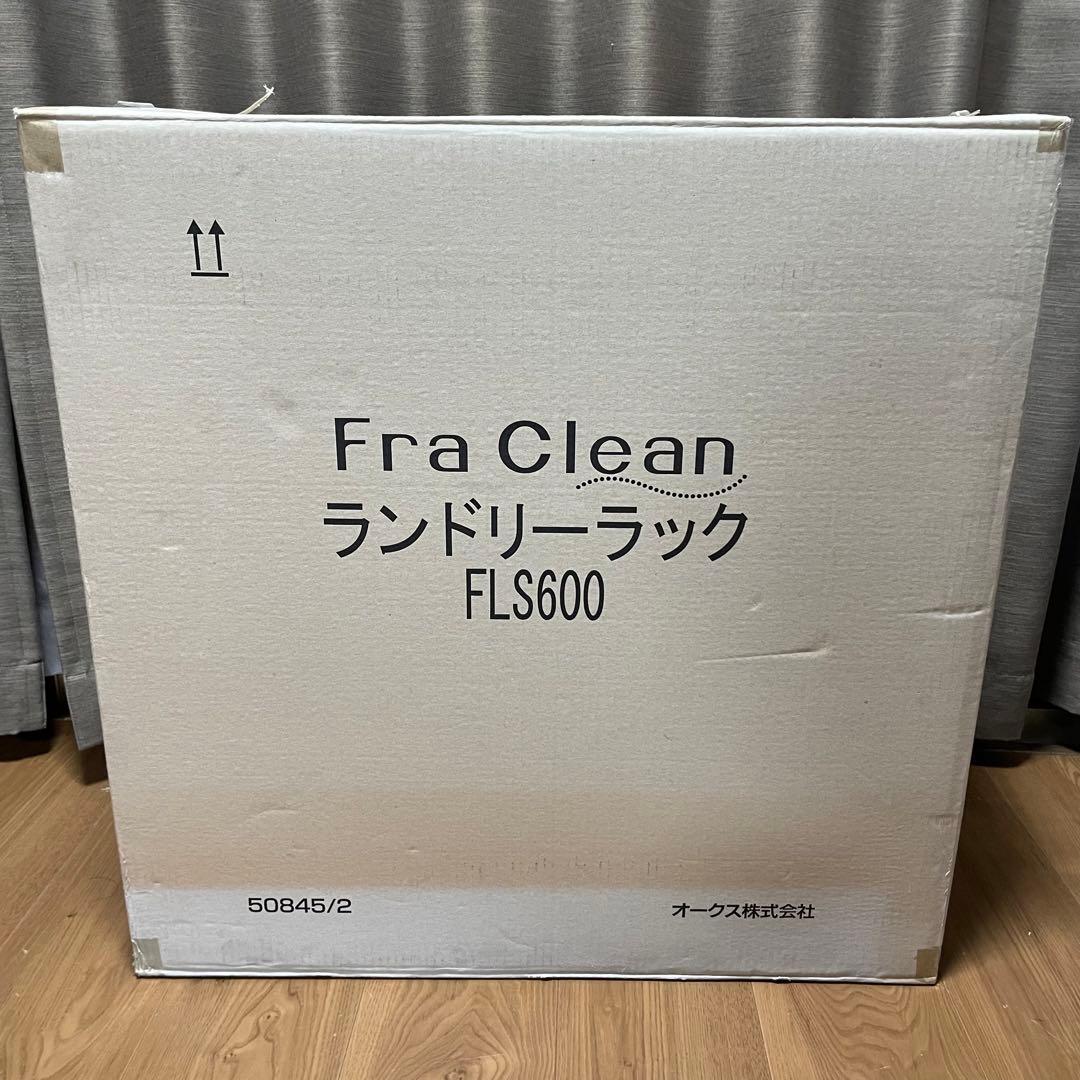 Fra Clean
ランドリーラック
FLS600
50845/2
オークス株式会社